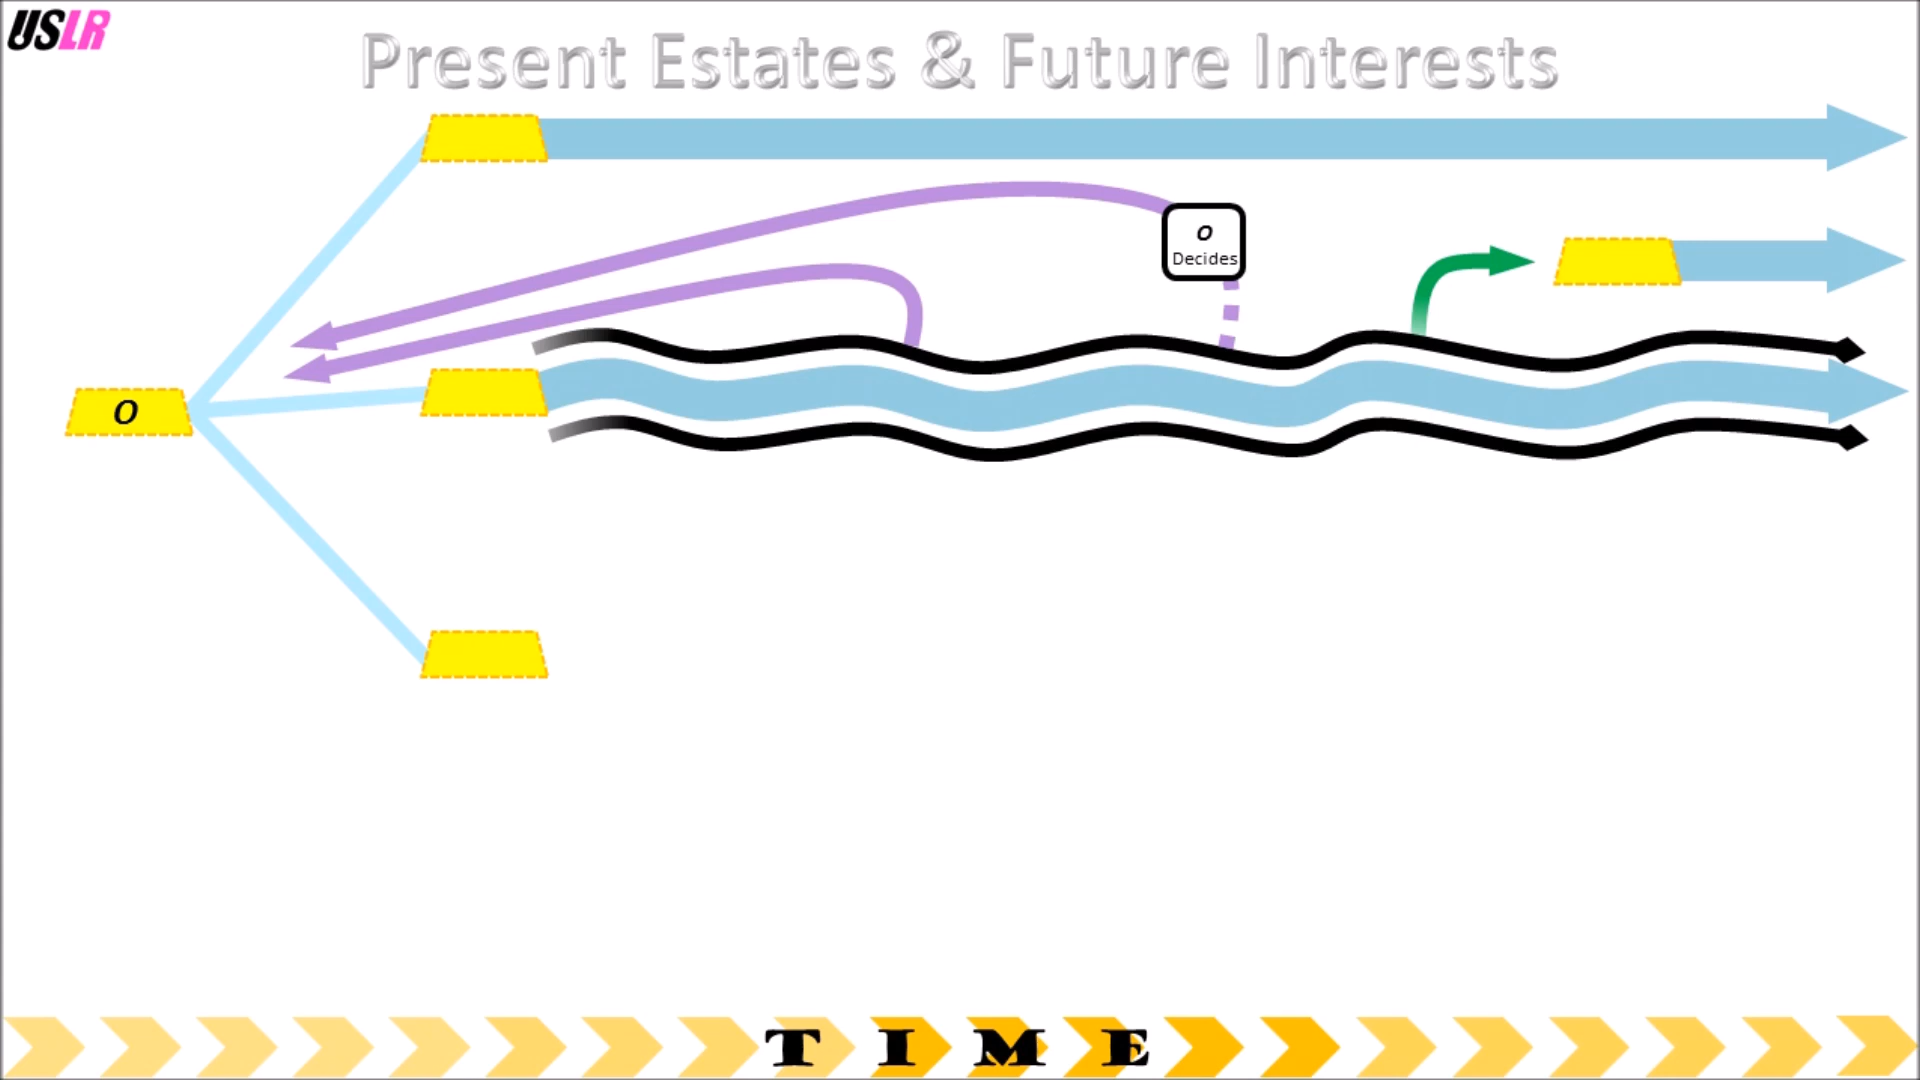 USLR
Present Estates & Future Interests
O
Decides
O
TIME